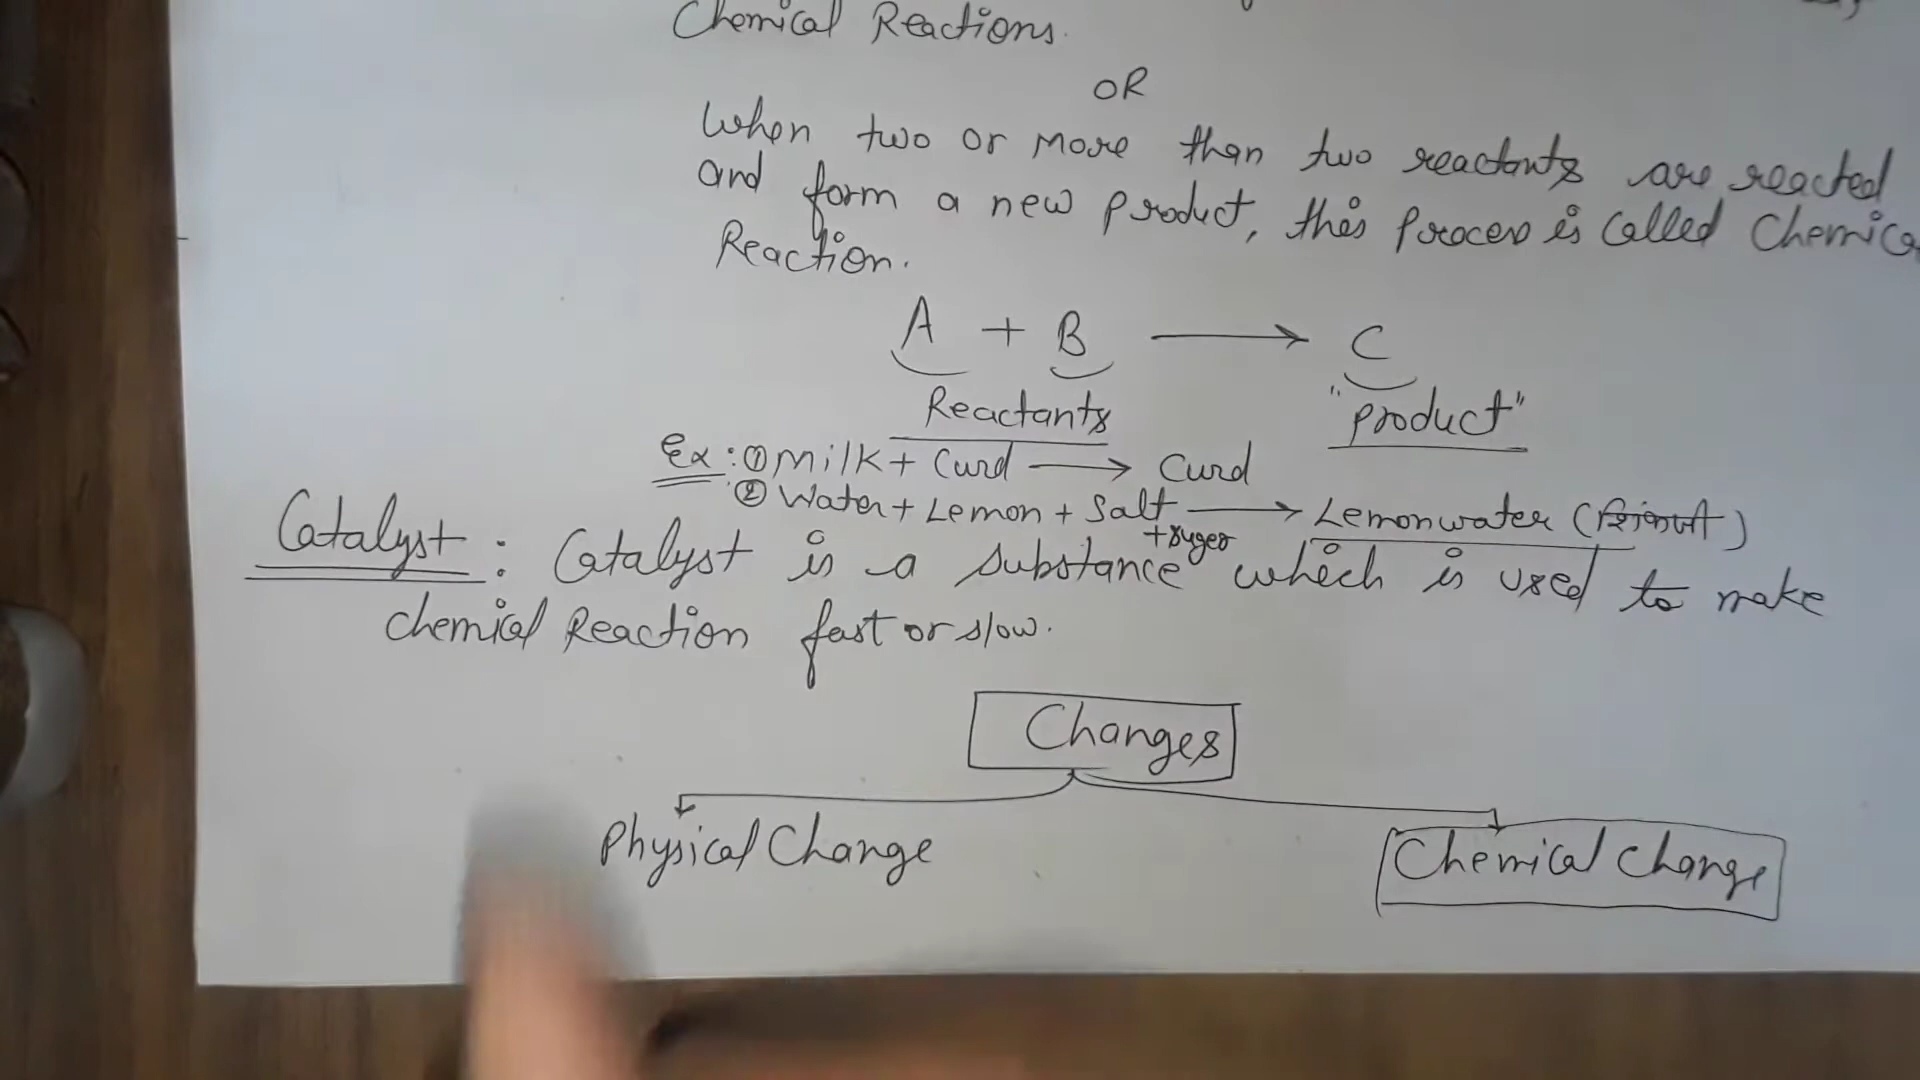 Chemical Reactions.
OR
When two or more than two reactants are reacted
and form a new product, this process is called Chemica
Reaction.
A + B → C
Reactants "product"
Ex: ① Milk + Curd → Curd
② Water + Lemon + Salt → Lemonwater
+ suger
Catalyst : Catalyst is a substance which is used to make
chemical Reaction fast or slow.
Changes
Physical Change
Chemical Change